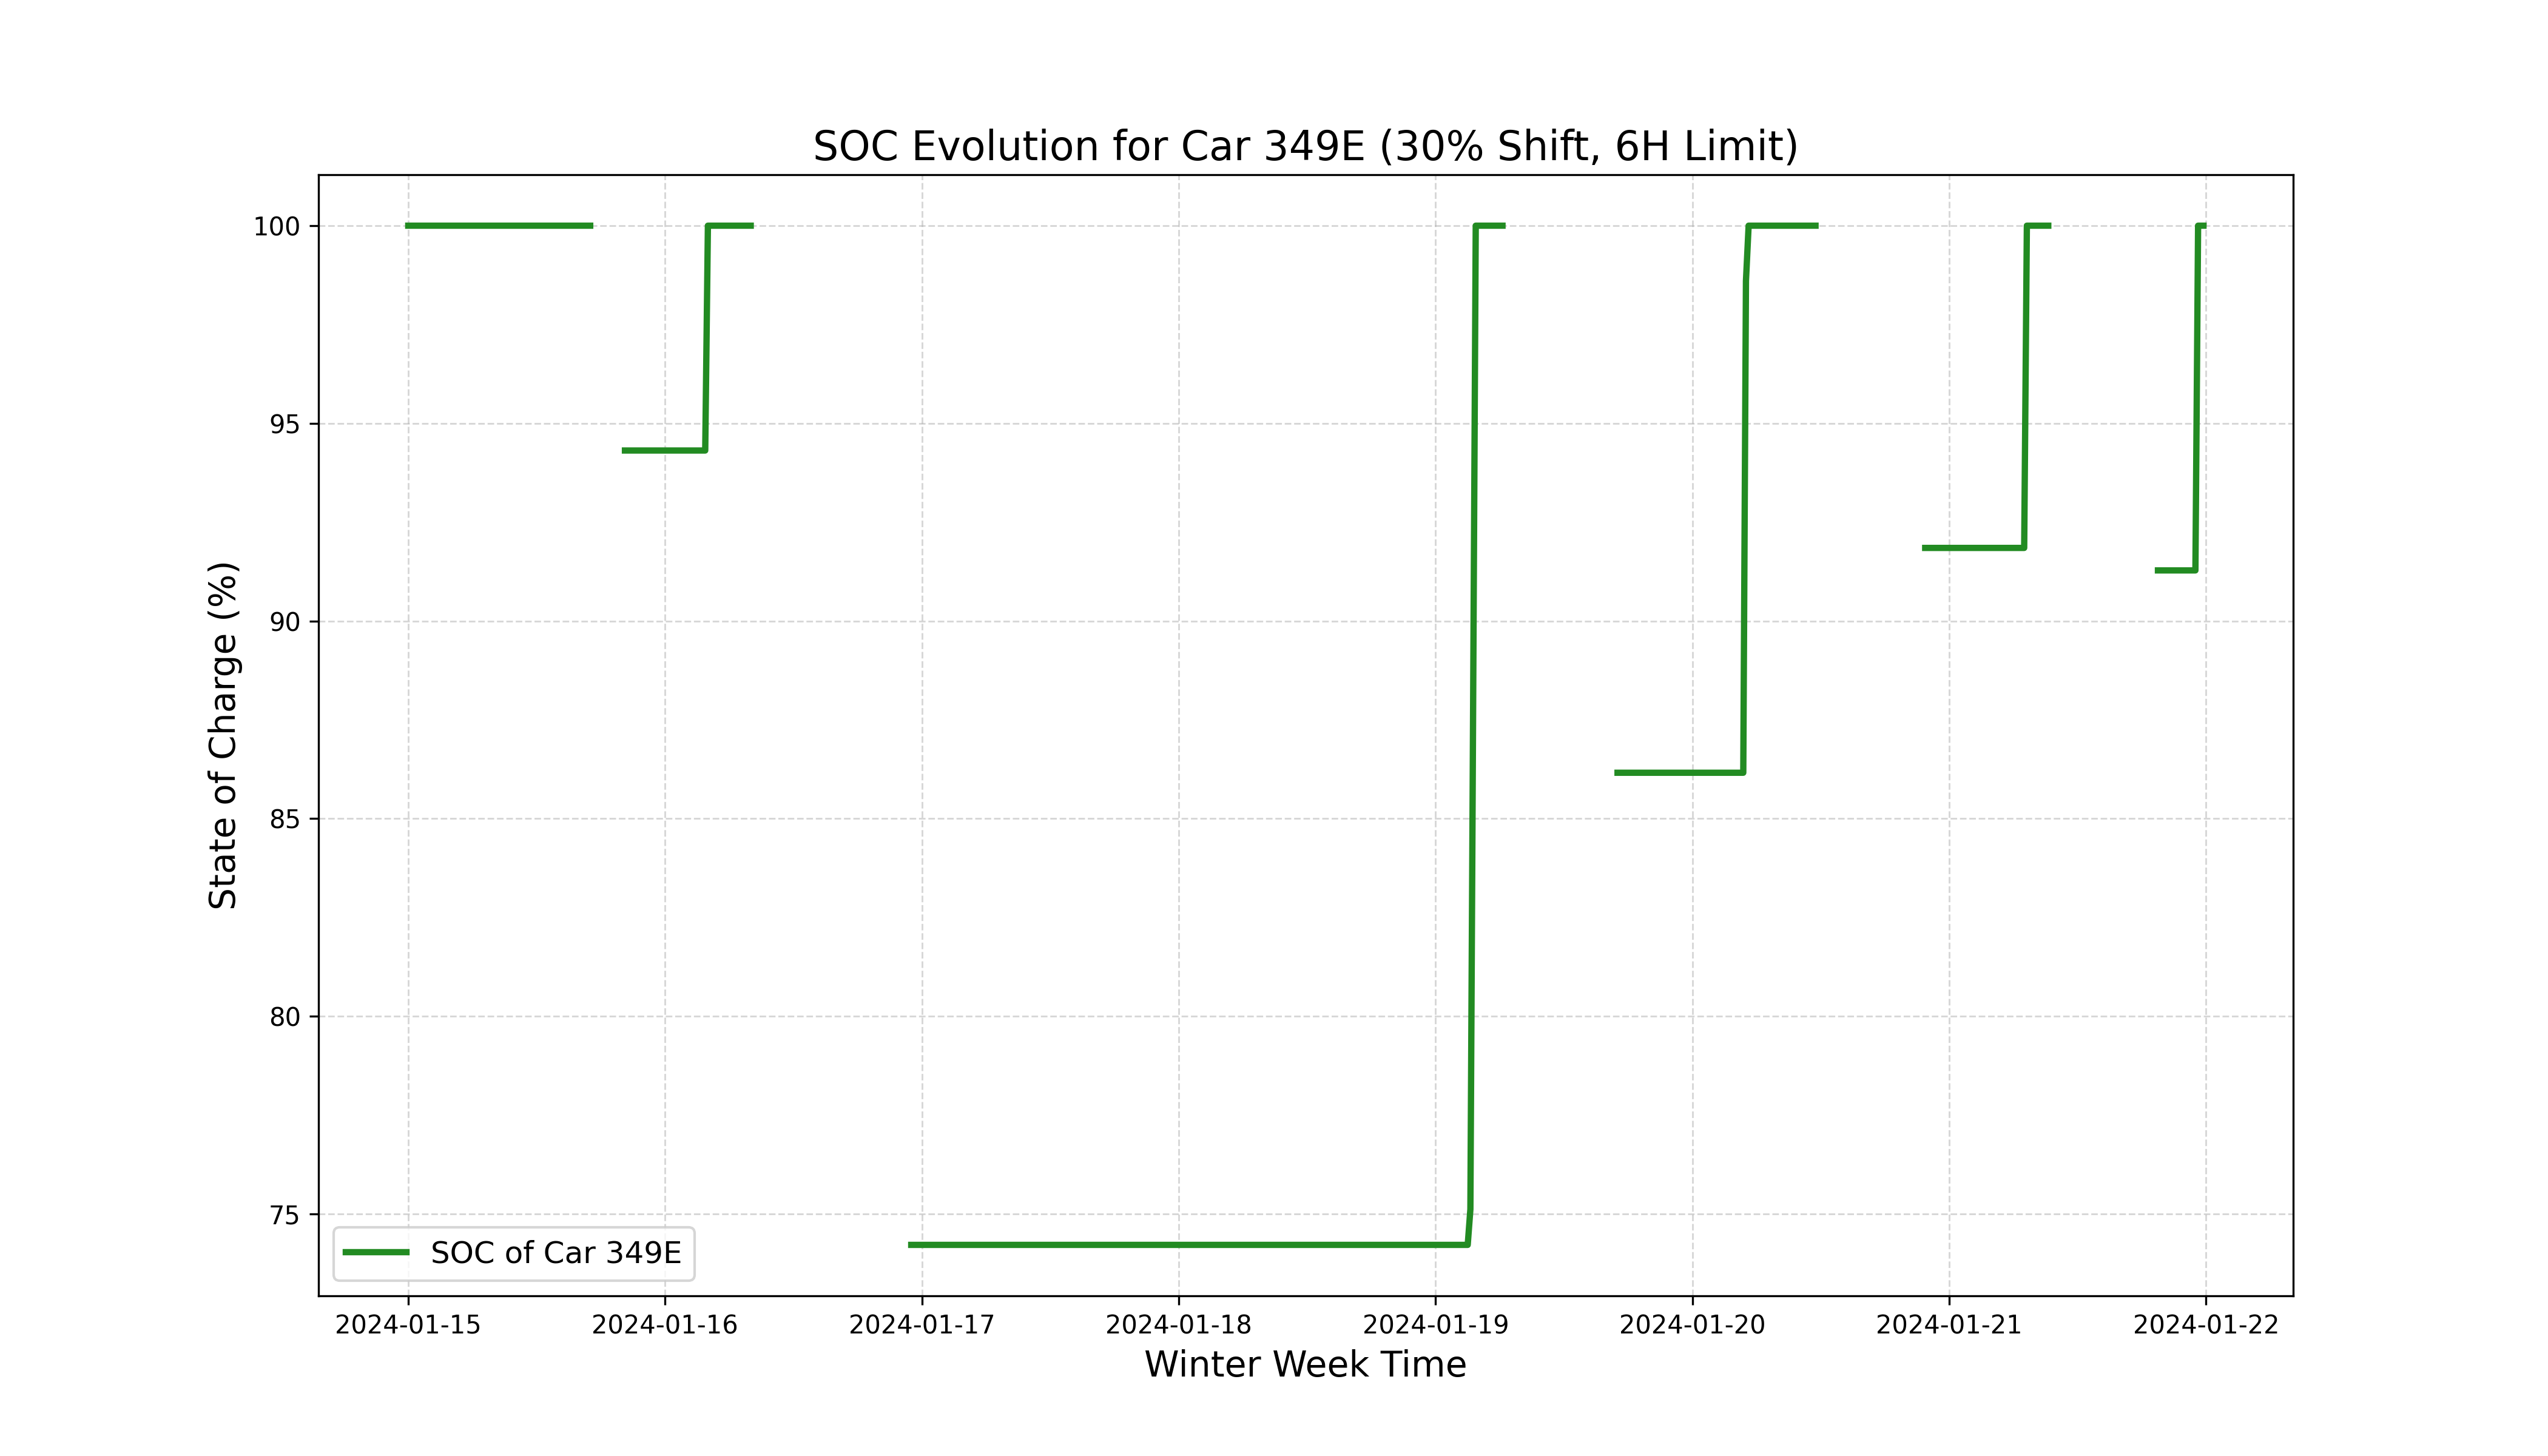 SOC Evolution for Car 349E (30% Shift, 6H Limit)
State of Charge (%)
100
95
90
85
80
75
SOC of Car 349E
2024-01-15 2024-01-16 2024-01-17 2024-01-18 2024-01-19 2024-01-20 2024-01-21 2024-01-22
Winter Week Time